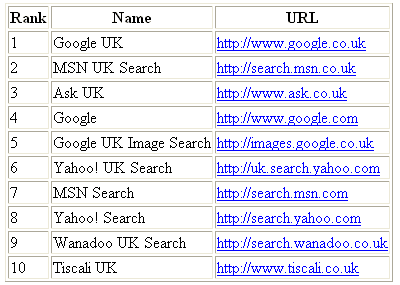 Rank Name URL
1 Google UK http://www.google.co.uk
2 MSN UK Search http://search.msn.co.uk
3 Ask UK http://www.ask.co.uk
4 Google http://www.google.com
5 Google UK Image Search http://images.google.co.uk
6 Yahoo! UK Search http://uk.search.yahoo.com
7 MSN Search http://search.msn.com
8 Yahoo! Search http://search.yahoo.com
9 Wanadoo UK Search http://search.wanadoo.co.uk
10 Tiscali UK http://www.tiscali.co.uk